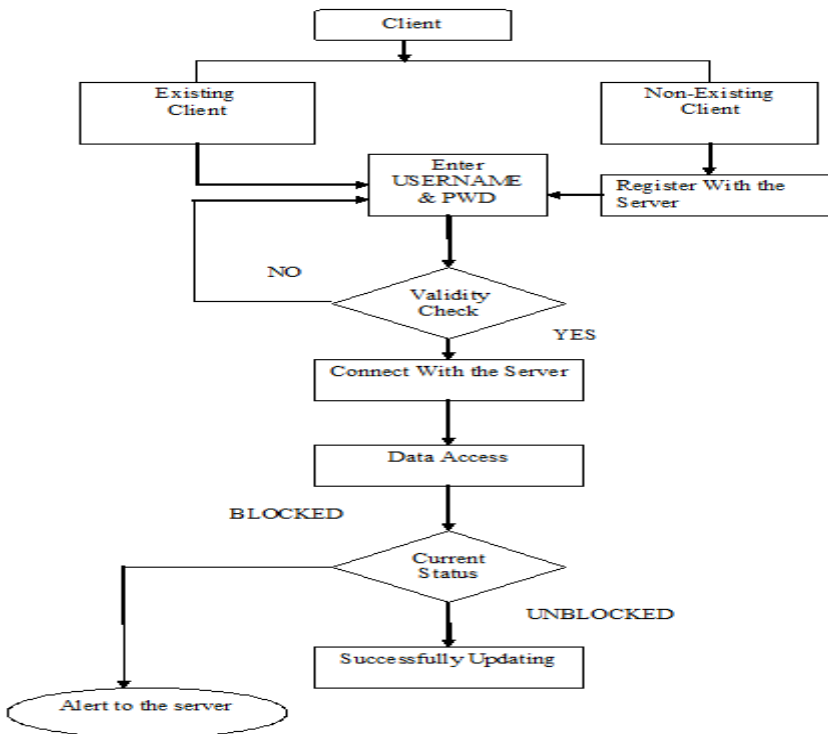 Client
Existing
Client
Non-Existing
Client
Enter
USERNAME
& PWD
Register With the
Server
NO
Validity
Check
YES
Connect With the Server
Data Access
BLOCKED
Current
Status
UNBLOCKED
Successfully Updating
Alert to the server